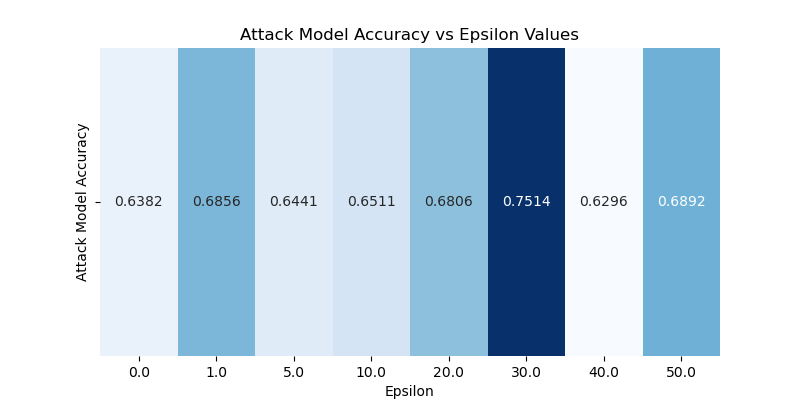 Attack Model Accuracy vs Epsilon Values
Attack Model Accuracy
0.6382 0.6856 0.6441 0.6511 0.6806 0.7514 0.6296 0.6892
0.0 1.0 5.0 10.0 20.0 30.0 40.0 50.0
Epsilon